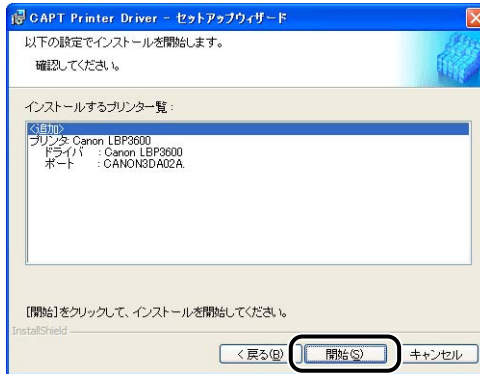 CAPT Printer Driver - セットアップウィザード
以下の設定でインストールを開始します。
確認してください。
インストールするプリンター覧:
<追加>
プリンタ:Canon LBP3600
ドライバ : Canon LBP3600
ポート : CANON3DA02A.
[開始]をクリックして、インストールを開始してください。
InstallShield
< 戻る(B) 開始(S) キャンセル